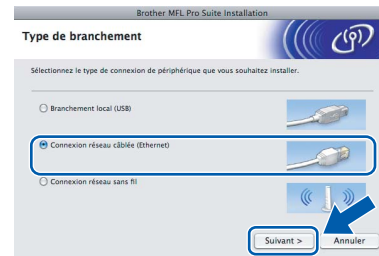 Brother MFL Pro Suite Installation
Type de branchement
Sélectionnez le type de connexion de périphérique que vous souhaitez installer.
Branchement local (USB)
Connexion réseau câblée (Ethernet)
Connexion réseau sans fil
Suivant >
Annuler